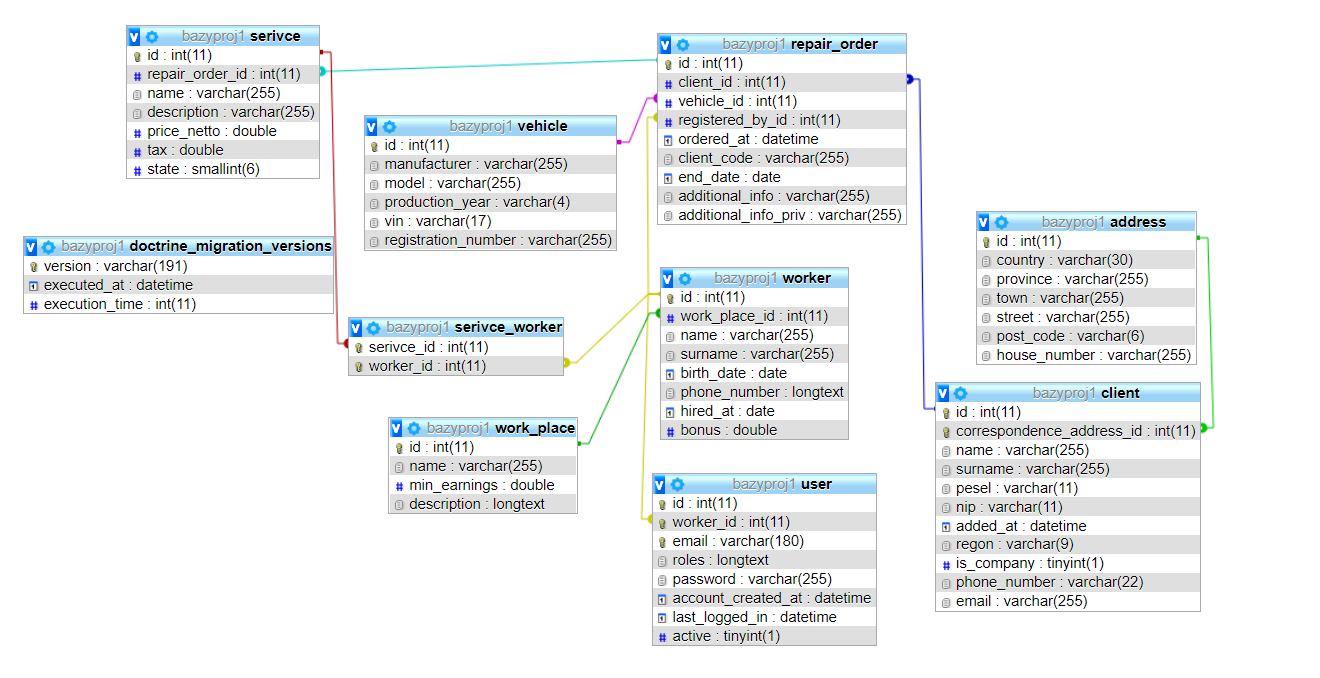 bazyproj1 serivce
id : int(11)
repair_order_id : int(11)
name : varchar(255)
description : varchar(255)
price_netto : double
tax : double
state : smallint(6)
bazyproj1 doctrine_migration_versions
version : varchar(191)
executed_at : datetime
execution_time : int(11)
bazyproj1 vehicle
id : int(11)
manufacturer : varchar(255)
model : varchar(255)
production_year : varchar(4)
vin : varchar(17)
registration_number : varchar(255)
bazyproj1 serivce_worker
serivce_id : int(11)
worker_id : int(11)
bazyproj1 work_place
id : int(11)
name : varchar(255)
min_earnings : double
description : longtext
bazyproj1 repair_order
id : int(11)
client_id : int(11)
vehicle_id : int(11)
registered_by_id : int(11)
ordered_at : datetime
client_code : varchar(255)
end_date : date
additional_info : varchar(255)
additional_info_priv : varchar(255)
bazyproj1 worker
id : int(11)
work_place_id : int(11)
name : varchar(255)
surname : varchar(255)
birth_date : date
phone_number : longtext
hired_at : date
bonus : double
bazyproj1 user
id : int(11)
worker_id : int(11)
email : varchar(180)
roles : longtext
password : varchar(255)
account_created_at : datetime
last_logged_in : datetime
active : tinyint(1)
bazyproj1 address
id : int(11)
country : varchar(30)
province : varchar(255)
town : varchar(255)
street : varchar(255)
post_code : varchar(6)
house_number : varchar(255)
bazyproj1 client
id : int(11)
correspondence_address_id : int(11)
name : varchar(255)
surname : varchar(255)
pesel : varchar(11)
nip : varchar(11)
added_at : datetime
regon : varchar(9)
is_company : tinyint(1)
phone_number : varchar(22)
email : varchar(255)